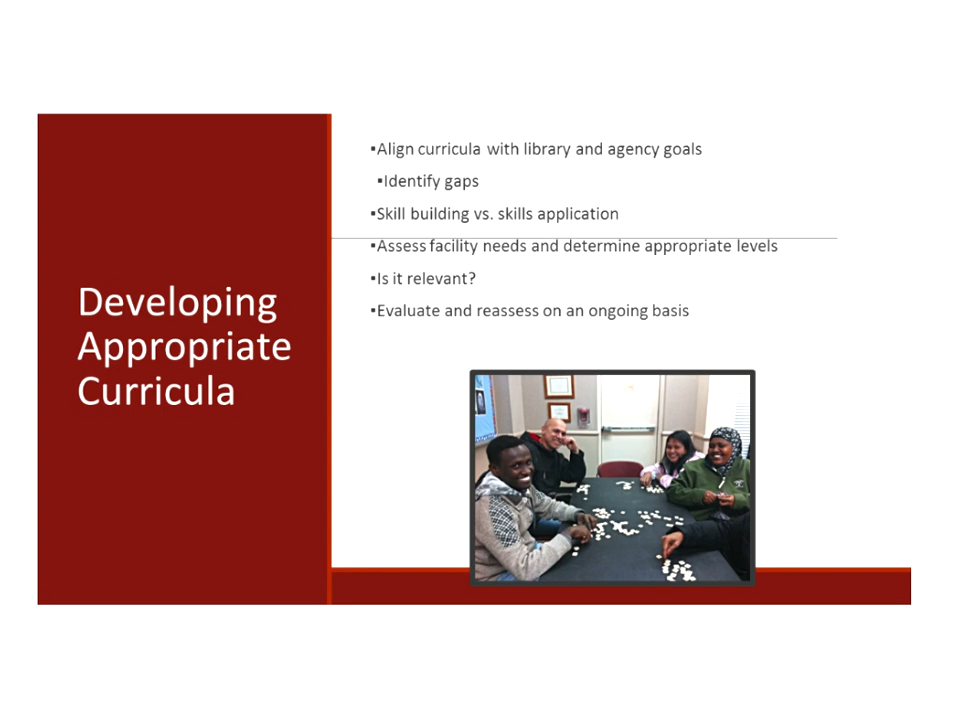 Developing
Appropriate
Curricula
▪Align curricula with library and agency goals
▪Identify gaps
▪Skill building vs. skills application
▪Assess facility needs and determine appropriate levels
▪Is it relevant?
▪Evaluate and reassess on an ongoing basis